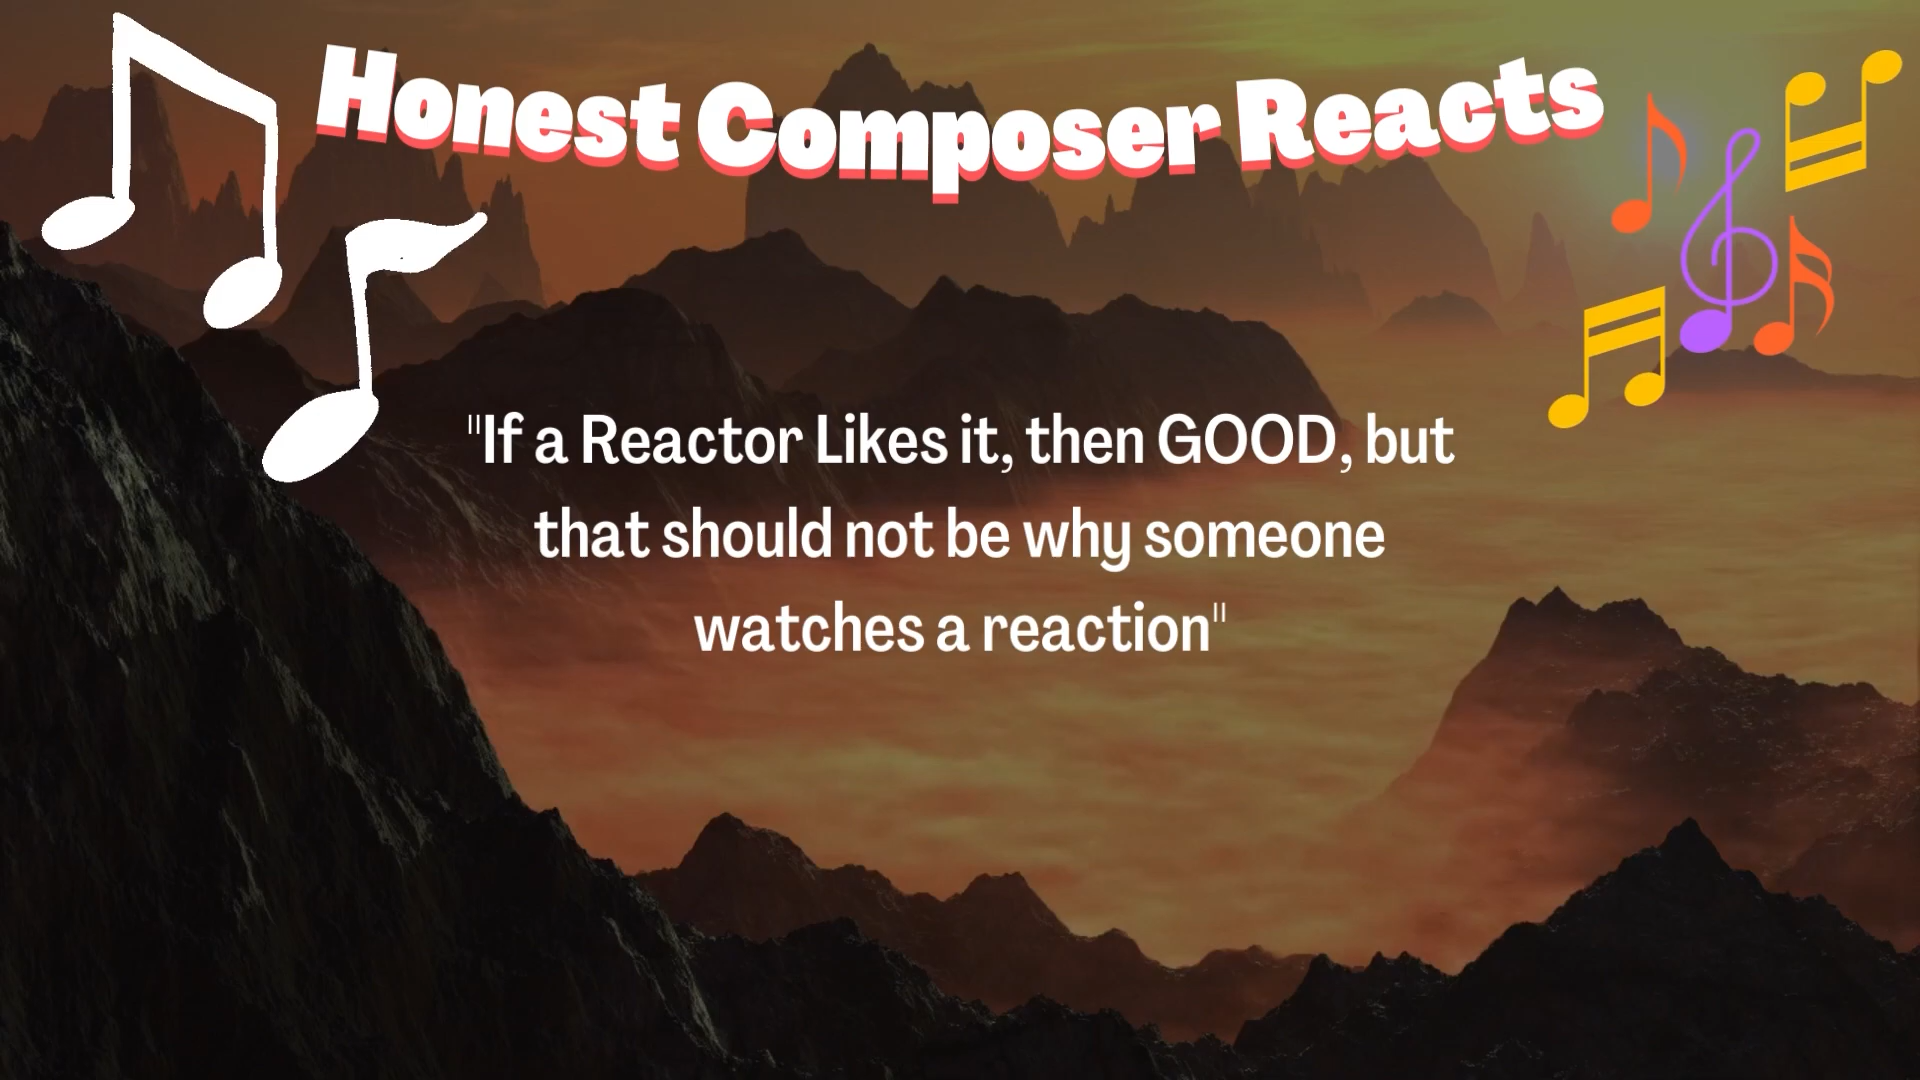 Honest Composer Reacts
"If a Reactor Likes it, then GOOD, but
that should not be why someone
watches a reaction"